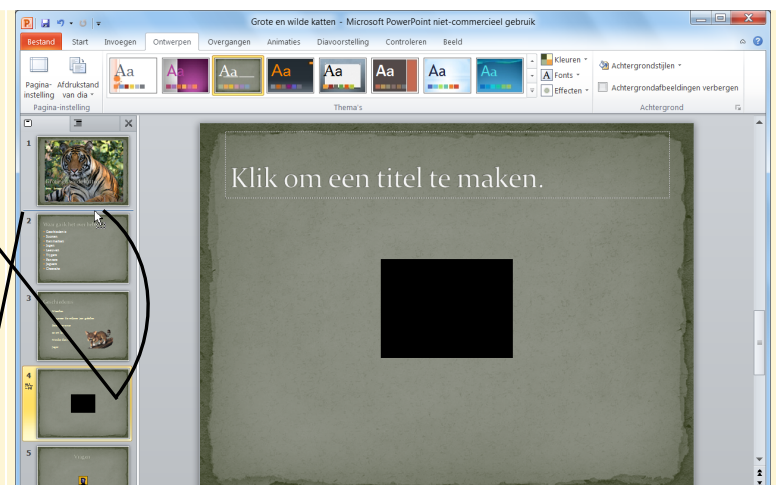 Grote en wilde katten - Microsoft PowerPoint niet-commercieel gebruik
Bestand Start Invoegen Ontwerpen Overgangen Animaties Diavoorstelling Controleren Beeld
Pagina-instelling
Afdrukstand van dia
Aa Aa Aa Aa Aa Aa Aa Aa
Kleuren
Fonts
Effecten
Achtergrondstijlen
Achtergrondafbeeldingen verbergen
Pagina-instelling Thema's Achtergrond
1
2
3
4
5
Klik om een titel te maken.